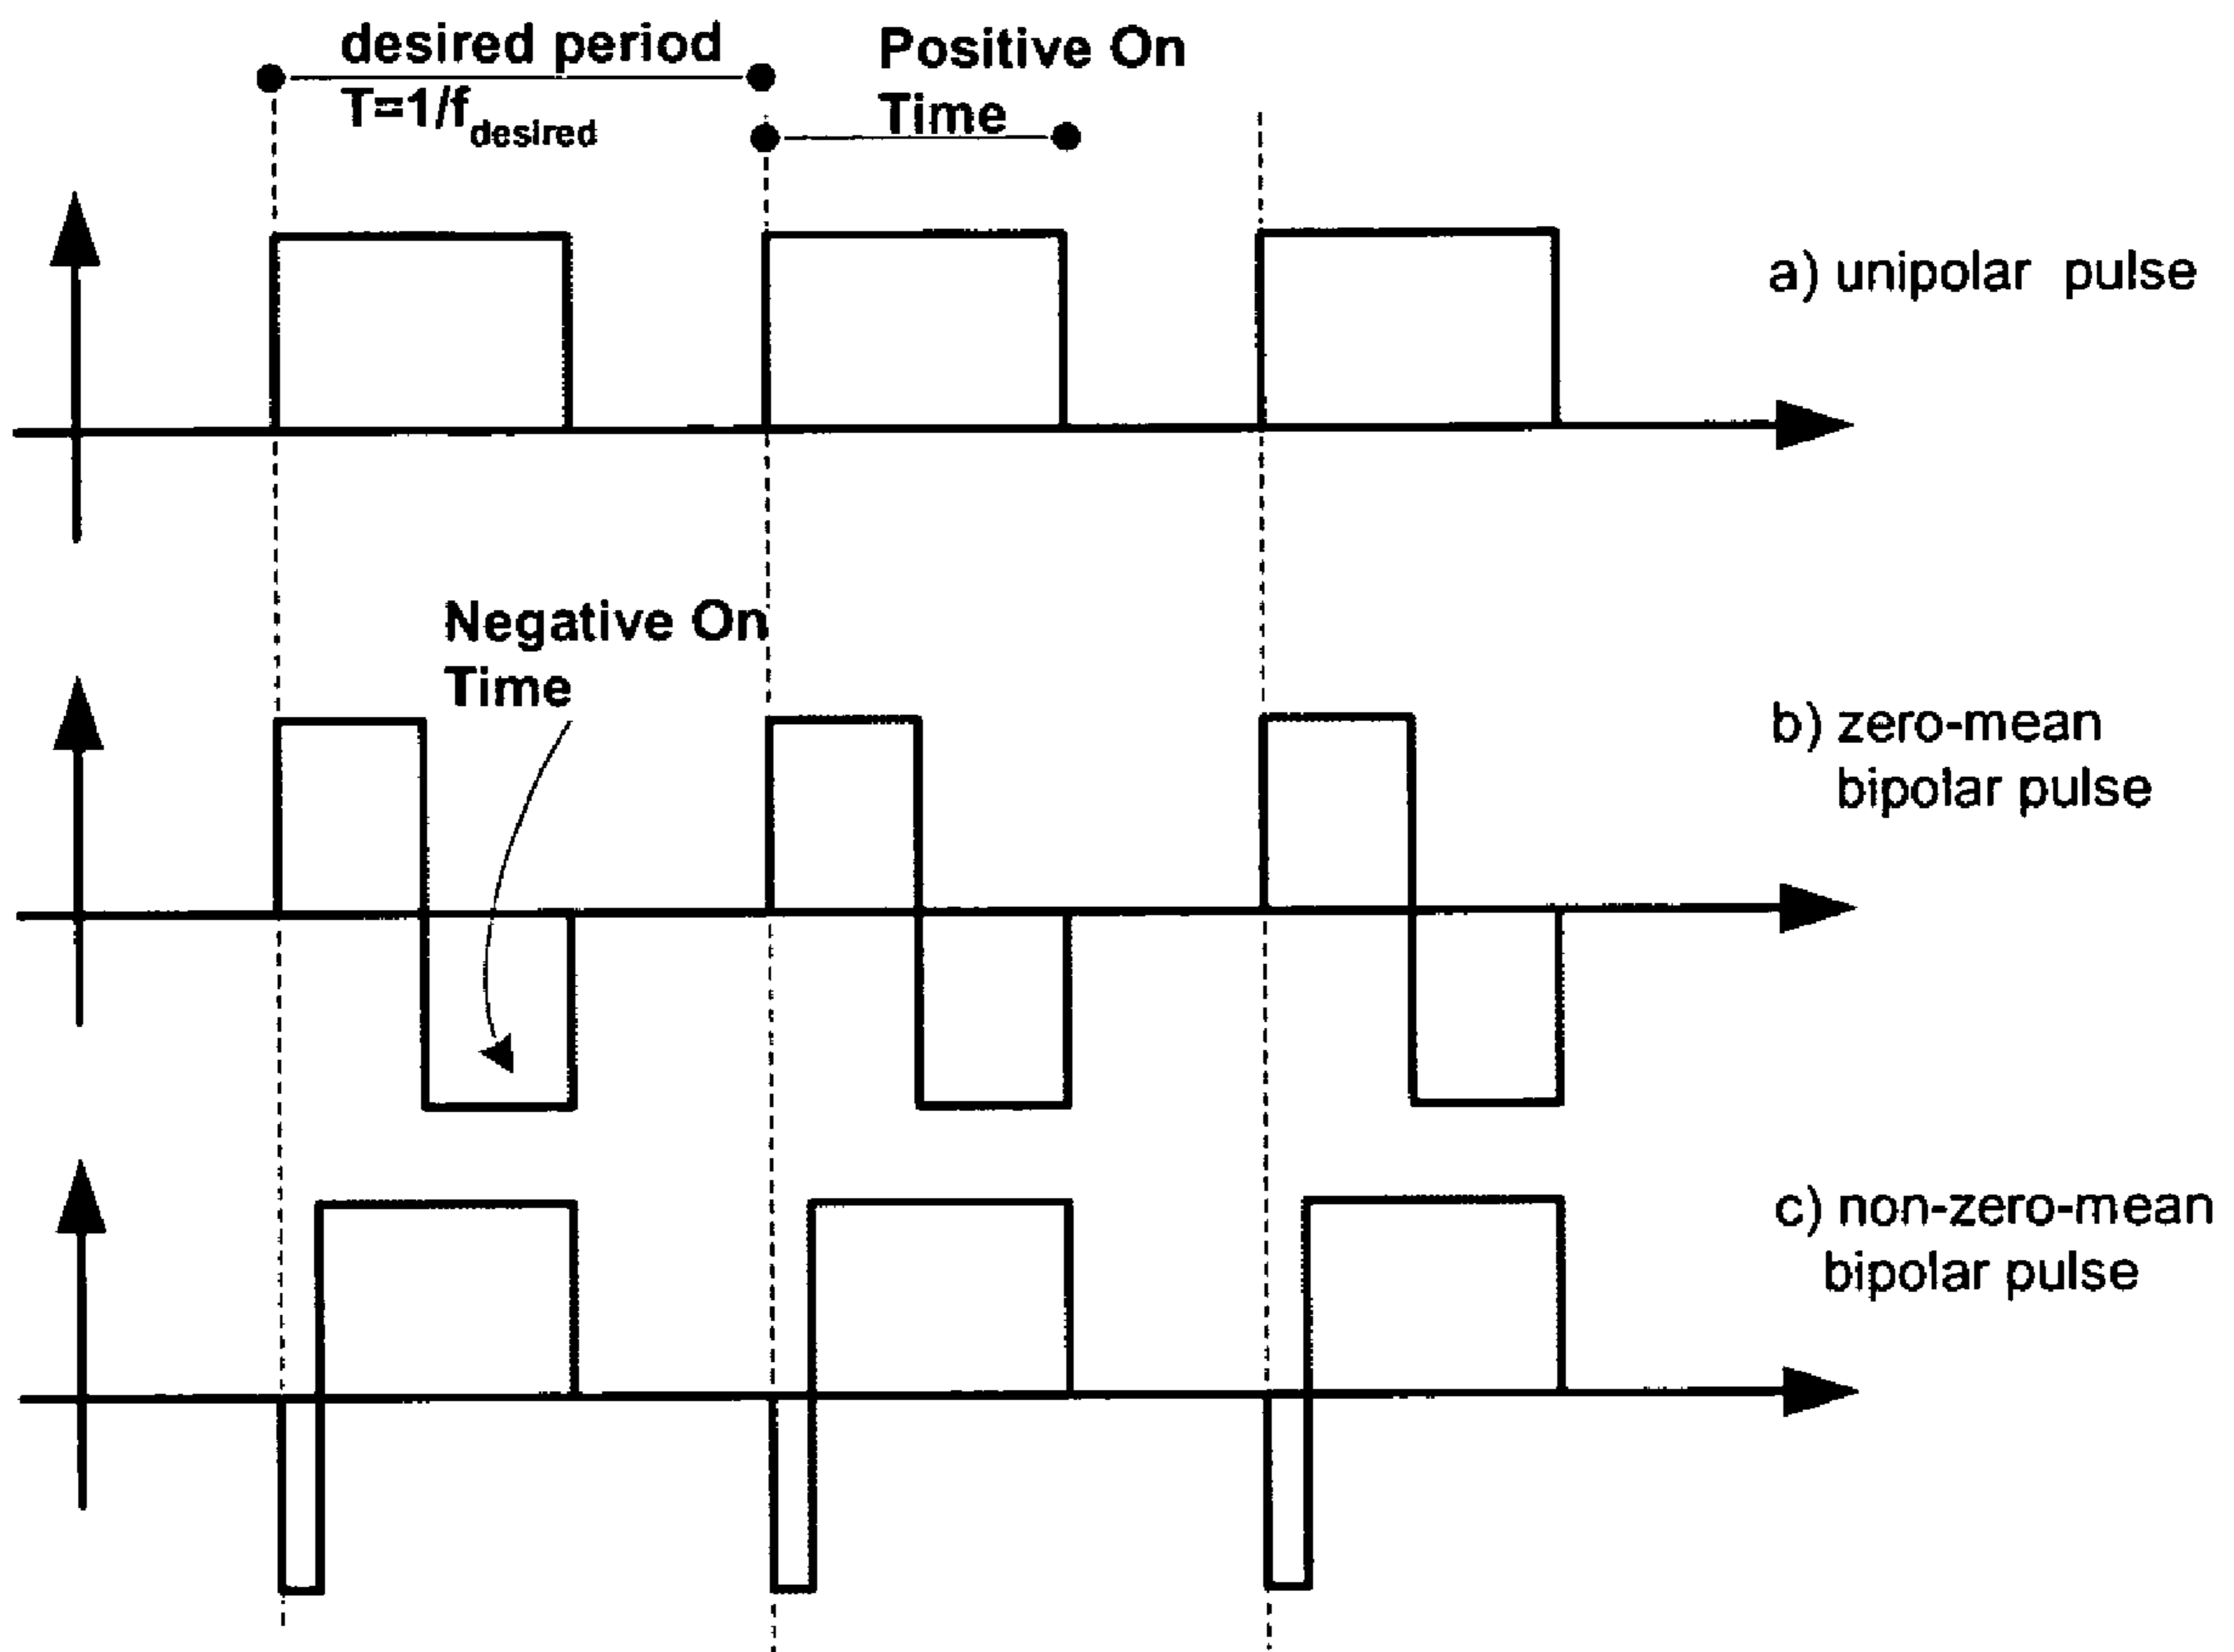 desired period
T=1/fdesired
Positive On
Time
a) unipolar pulse
Negative On
Time
b) zero-mean
bipolar pulse
c) non-zero-mean
bipolar pulse